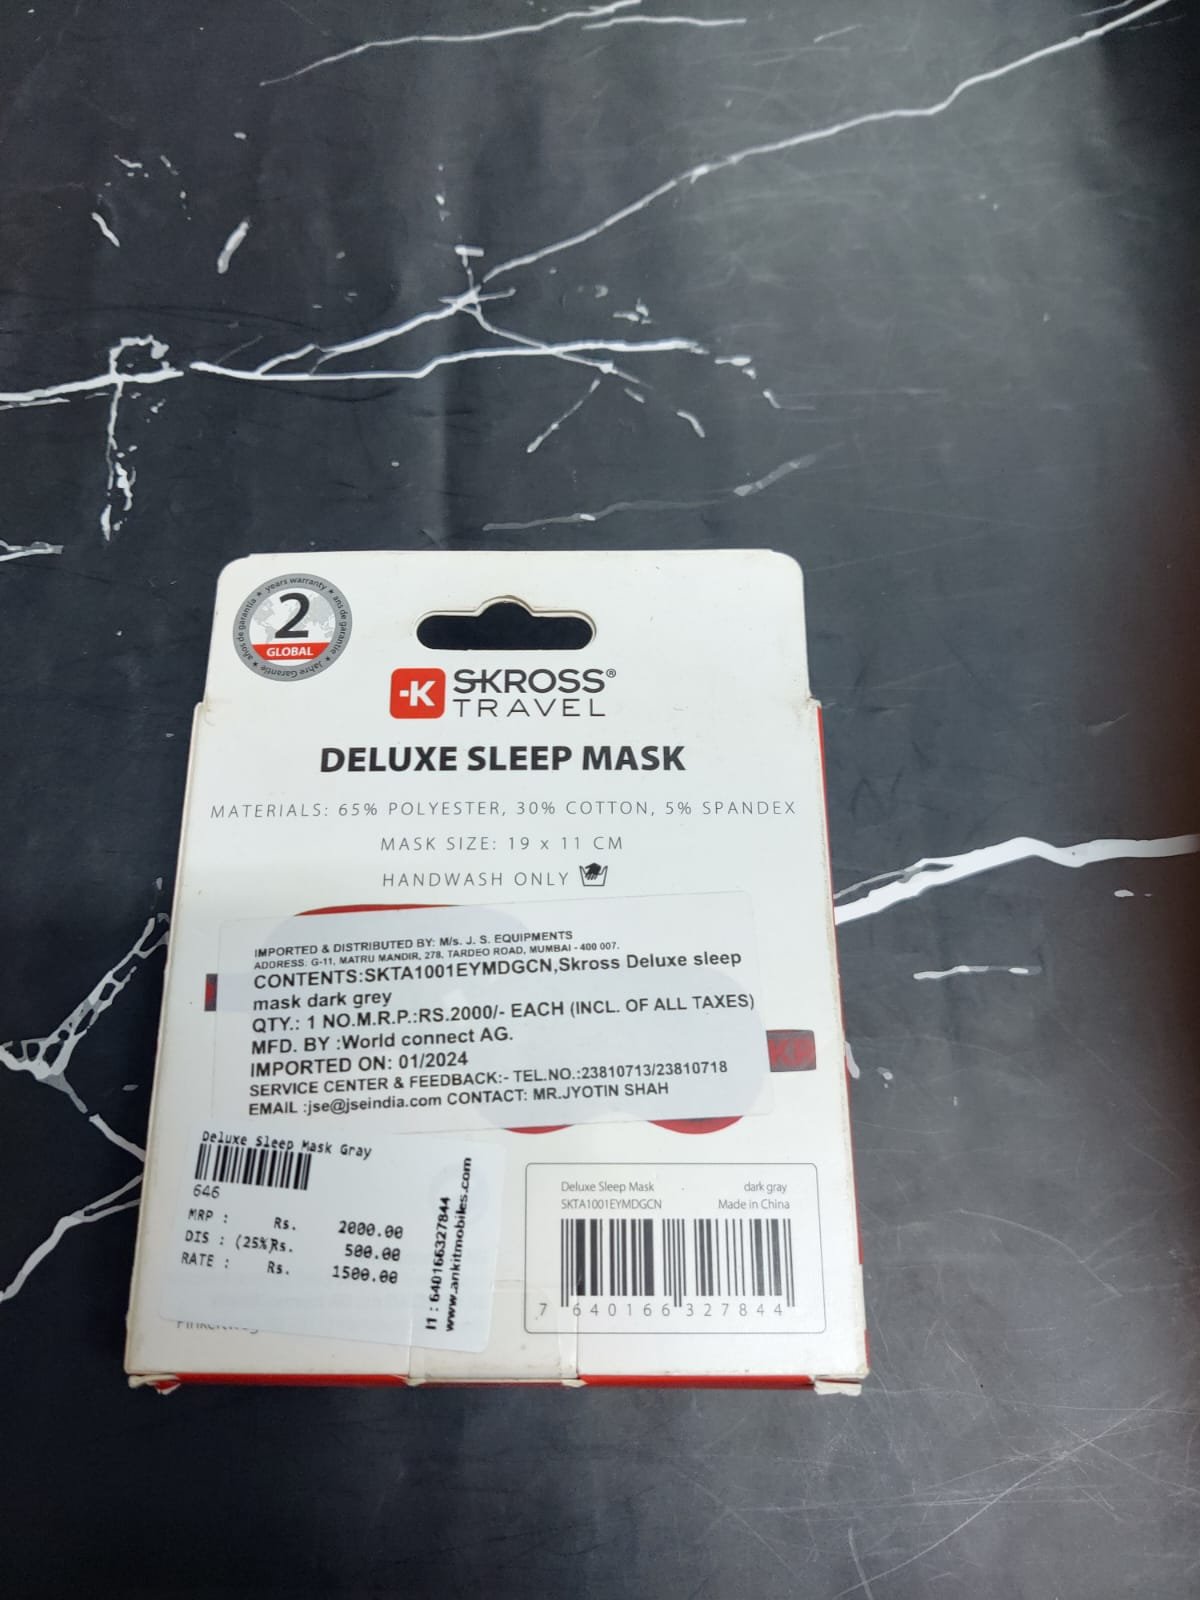 years warranty ★ ans de garantie ★ Jahre Garantie ★ años de garantía ★
2
GLOBAL
-K SKROSS®
TRAVEL
DELUXE SLEEP MASK
MATERIALS: 65% POLYESTER, 30% COTTON, 5% SPANDEX
MASK SIZE: 19 x 11 CM
HANDWASH ONLY
IMPORTED & DISTRIBUTED BY: M/s. J. S. EQUIPMENTS
ADDRESS. G-11, MATRU MANDIR, 278, TARDEO ROAD, MUMBAI - 400 007.
CONTENTS:SKTA1001EYMDGCN,Skross Deluxe sleep
mask dark grey
QTY.: 1 NO.M.R.P.:RS.2000/- EACH (INCL. OF ALL TAXES)
MFD. BY :World connect AG.
IMPORTED ON: 01/2024
SERVICE CENTER & FEEDBACK:- TEL.NO.:23810713/23810718
EMAIL :jse@jseindia.com CONTACT: MR.JYOTIN SHAH
Deluxe Sleep Mask Gray
646
MRP : Rs. 2000.00
DIS : (25%)Rs. 500.00
RATE : Rs. 1500.00
I1 : 640166327844
www.ankitmobiles.com
Deluxe Sleep Mask dark gray
SKTA1001EYMDGCN Made in China
7 640166 327844